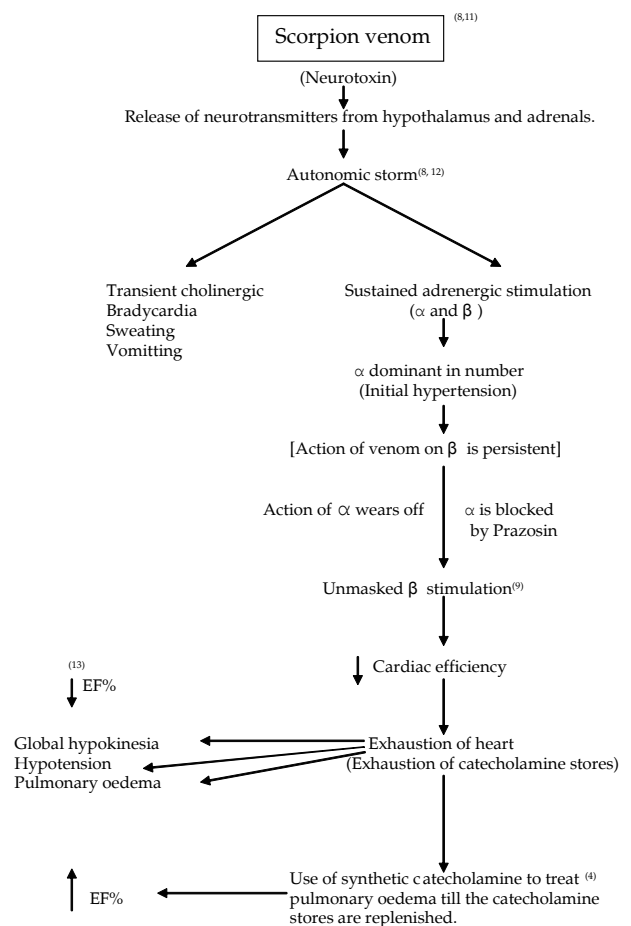 (8,11)
Scorpion venom
(Neurotoxin)
Release of neurotransmitters from hypothalamus and adrenals.
Autonomic storm(8, 12)
Transient cholinergic
Bradycardia
Sweating
Vomitting
Sustained adrenergic stimulation
(α and β )
α dominant in number
(Initial hypertension)
[Action of venom on β is persistent]
Action of α wears off
α is blocked
by Prazosin
Unmasked β stimulation(9)
Cardiac efficiency
(13)
EF%
Global hypokinesia
Hypotension
Pulmonary oedema
Exhaustion of heart
(Exhaustion of catecholamine stores)
Use of synthetic catecholamine to treat (4)
pulmonary oedema till the catecholamine
stores are replenished.
EF%